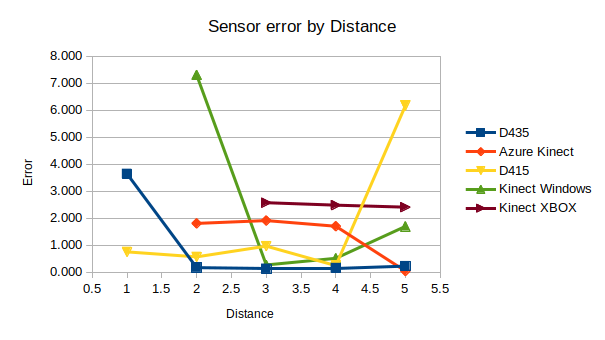 Sensor error by Distance
8.000
7.000
6.000
5.000
4.000
3.000
2.000
1.000
0.000
Error
0.5 1 1.5 2 2.5 3 3.5 4 4.5 5 5.5
Distance
D435
Azure Kinect
D415
Kinect Windows
Kinect XBOX